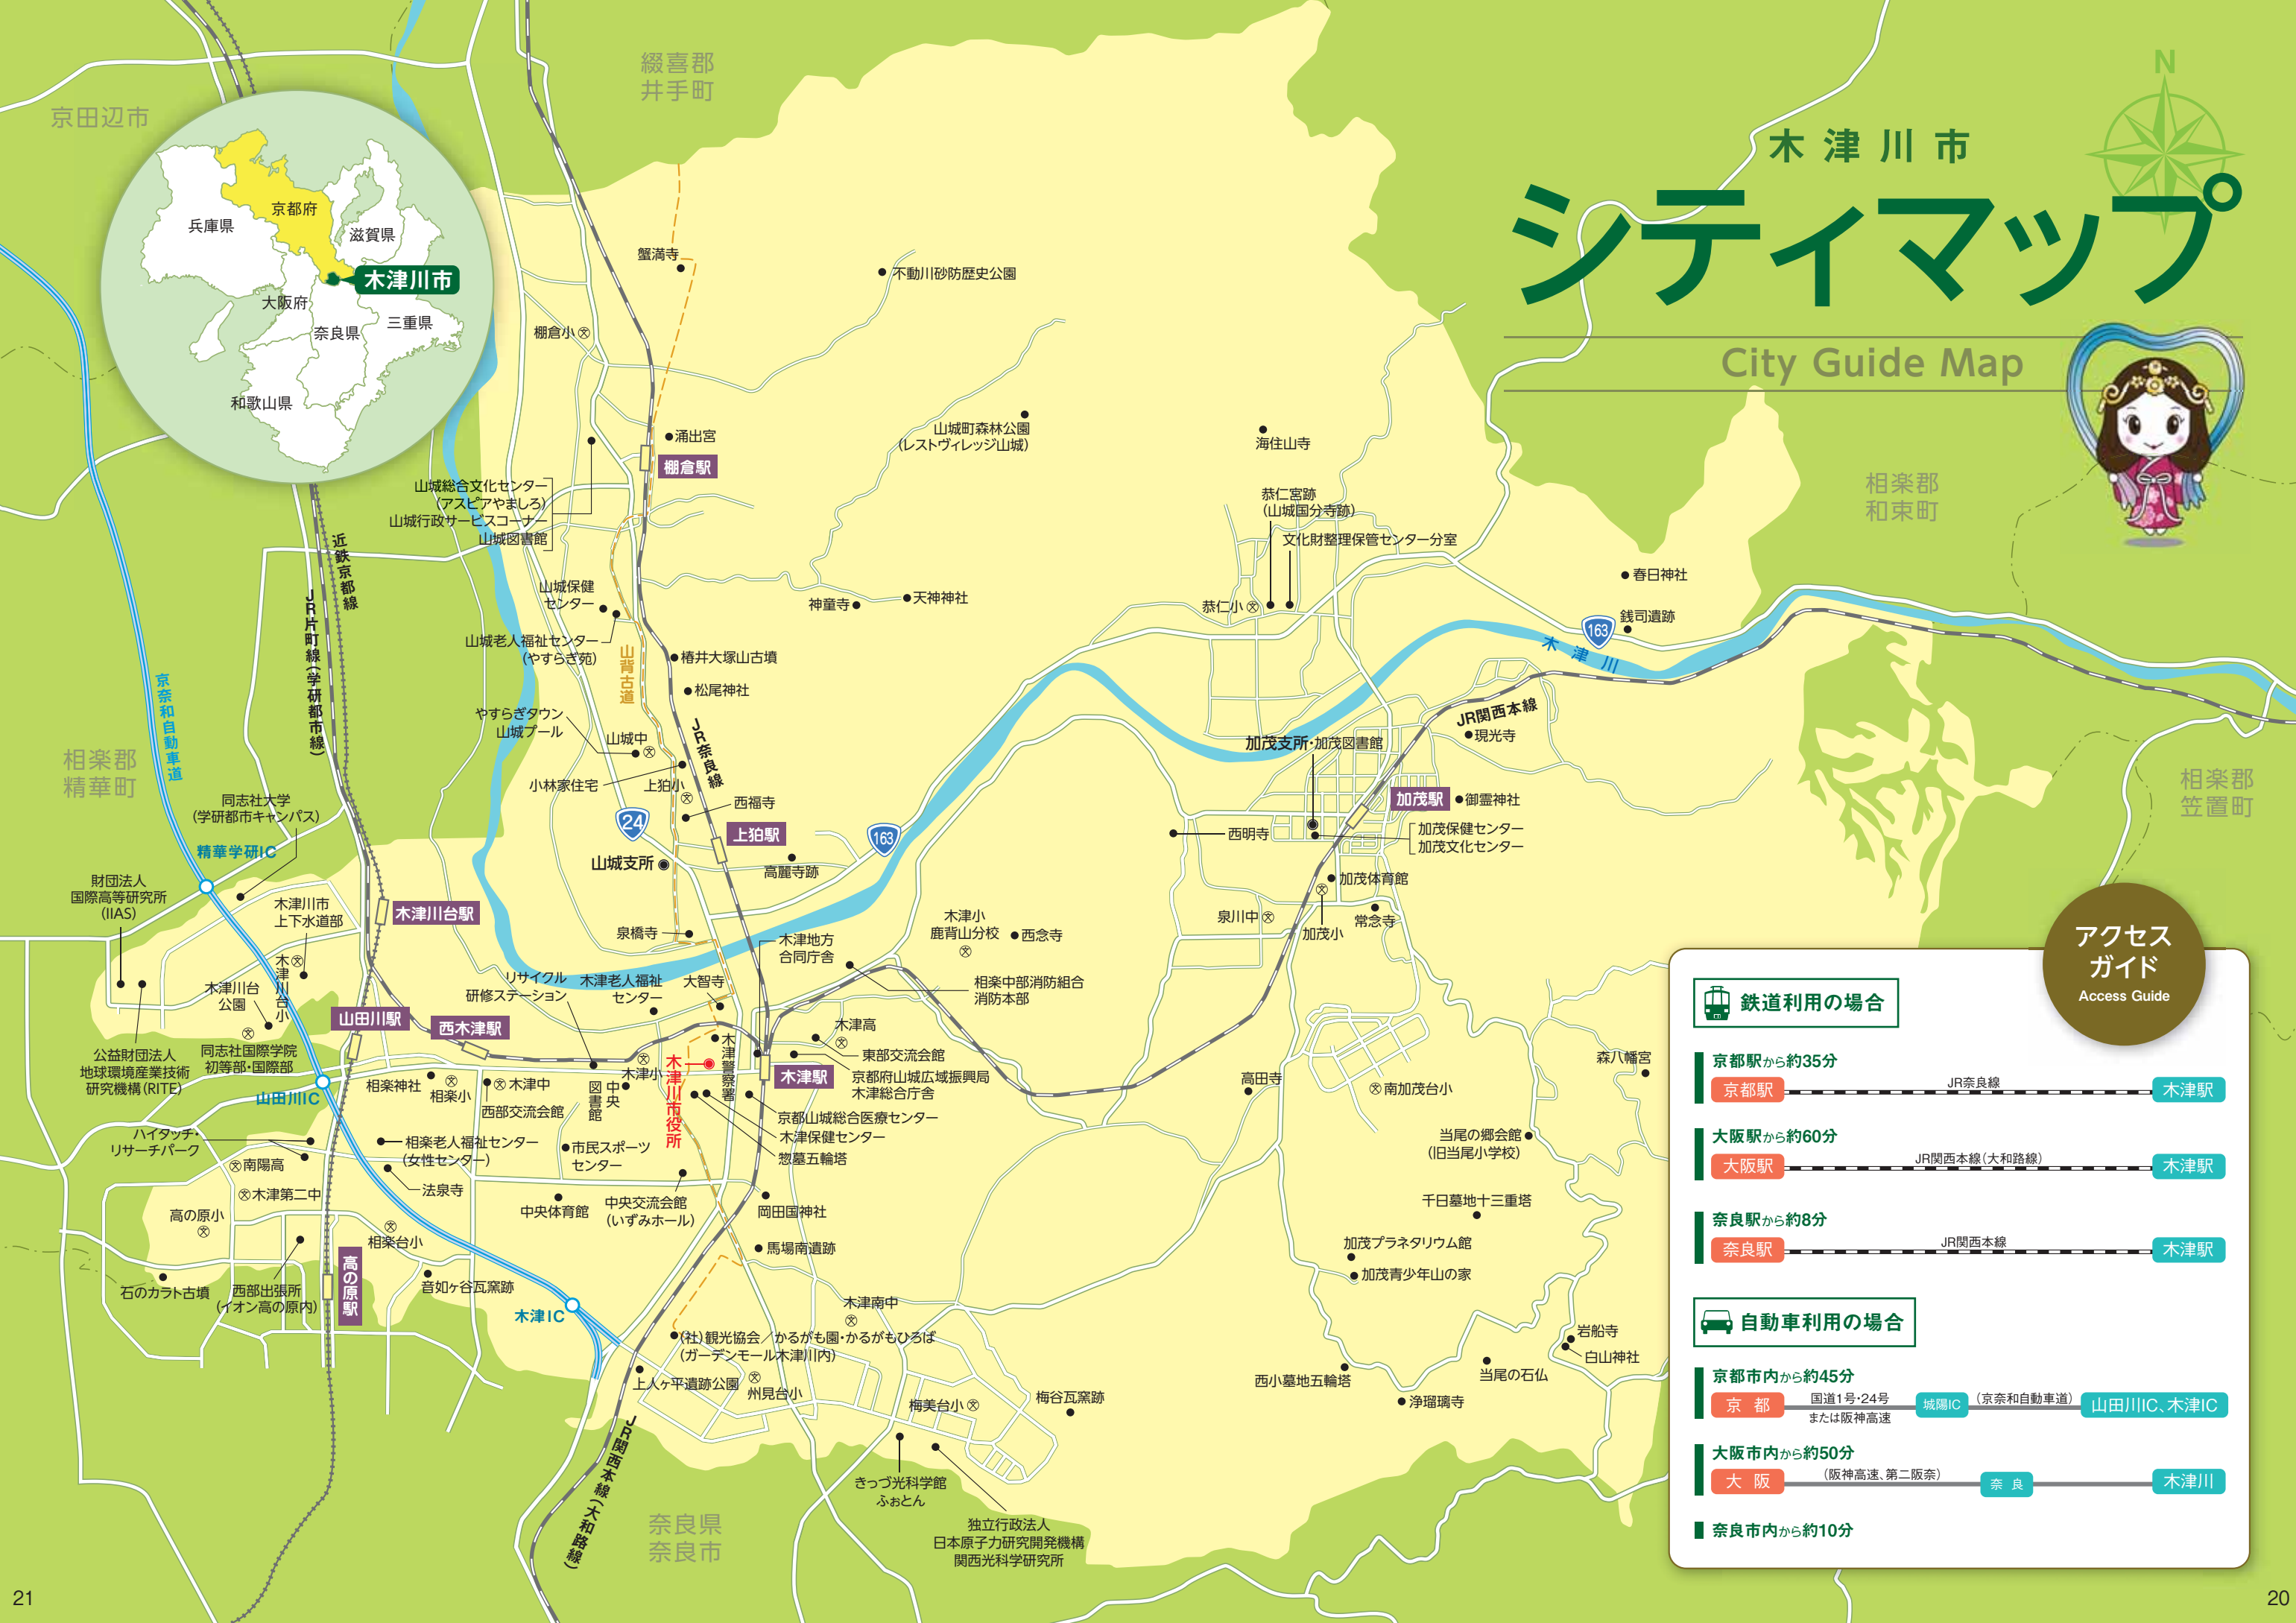 木津川市
シティマップ
City Guide Map
N
京田辺市
綴喜郡
井手町
相楽郡
和束町
相楽郡
笠置町
相楽郡
精華町
奈良県
奈良市
兵庫県
京都府
滋賀県
木津川市
大阪府
奈良県
三重県
和歌山県
蟹満寺
不動川砂防歴史公園
棚倉小
山城町森林公園
(レストヴィレッジ山城)
海住山寺
涌出宮
棚倉駅
山城総合文化センター
(アスピアやましろ)
山城行政サービスコーナー
山城図書館
恭仁宮跡
(山城国分寺跡)
文化財整理保管センター分室
恭仁小
春日神社
銭司遺跡
163
木津川
山城保健
センター
山城老人福祉センター
(やすらぎ苑)
山背古道
神童寺
天神神社
椿井大塚山古墳
松尾神社
近鉄京都線
JR片町線(学研都市線)
京奈和自動車道
やすらぎタウン
山城プール
山城中
JR奈良線
小林家住宅
上狛小
西福寺
24
上狛駅
163
山城支所
高麗寺跡
JR関西本線
現光寺
加茂支所・加茂図書館
加茂駅
御霊神社
西明寺
加茂保健センター
加茂文化センター
加茂体育館
泉川中
加茂小
常念寺
同志社大学
(学研都市キャンパス)
精華学研IC
財団法人
国際高等研究所
(IIAS)
木津川市
上下水道部
木津川台駅
木津川台小
木津川台
公園
泉橋寺
木津地方
合同庁舎
木津小
鹿背山分校
西念寺
リサイクル
研修ステーション
木津老人福祉
センター
大智寺
相楽中部消防組合
消防本部
山田川駅
西木津駅
公益財団法人
地球環境産業技術
研究機構(RITE)
同志社国際学院
初等部・国際部
山田川IC
相楽神社
相楽小
木津中
西部交流会館
中央
図書館
木津小
木津川市役所
木津警察署
木津高
東部交流会館
木津駅
京都府山城広域振興局
木津総合庁舎
京都山城総合医療センター
木津保健センター
惣墓五輪塔
ハイタッチ・
リサーチパーク
相楽老人福祉センター
(女性センター)
市民スポーツ
センター
南陽高
法泉寺
木津第二中
中央体育館
中央交流会館
(いずみホール)
岡田国神社
高の原小
相楽台小
馬場南遺跡
石のカラト古墳
西部出張所
(イオン高の原内)
高の原駅
音如ヶ谷瓦窯跡
木津IC
木津南中
(社)観光協会／かるがも園・かるがもひろば
(ガーデンモール木津川内)
上人ヶ平遺跡公園
州見台小
梅美台小
梅谷瓦窯跡
JR関西本線(大和路線)
きっづ光科学館
ふぉとん
独立行政法人
日本原子力研究開発機構
関西光科学研究所
高田寺
南加茂台小
森八幡宮
当尾の郷会館
(旧当尾小学校)
千日墓地十三重塔
加茂プラネタリウム館
加茂青少年山の家
岩船寺
白山神社
当尾の石仏
西小墓地五輪塔
浄瑠璃寺
アクセス
ガイド
Access Guide
鉄道利用の場合
京都駅から約35分
京都駅 JR奈良線 木津駅
大阪駅から約60分
大阪駅 JR関西本線(大和路線) 木津駅
奈良駅から約8分
奈良駅 JR関西本線 木津駅
自動車利用の場合
京都市内から約45分
京都 国道1号・24号 または阪神高速 城陽IC (京奈和自動車道) 山田川IC、木津IC
大阪市内から約50分
大阪 (阪神高速、第二阪奈) 奈良 木津川
奈良市内から約10分
21
20